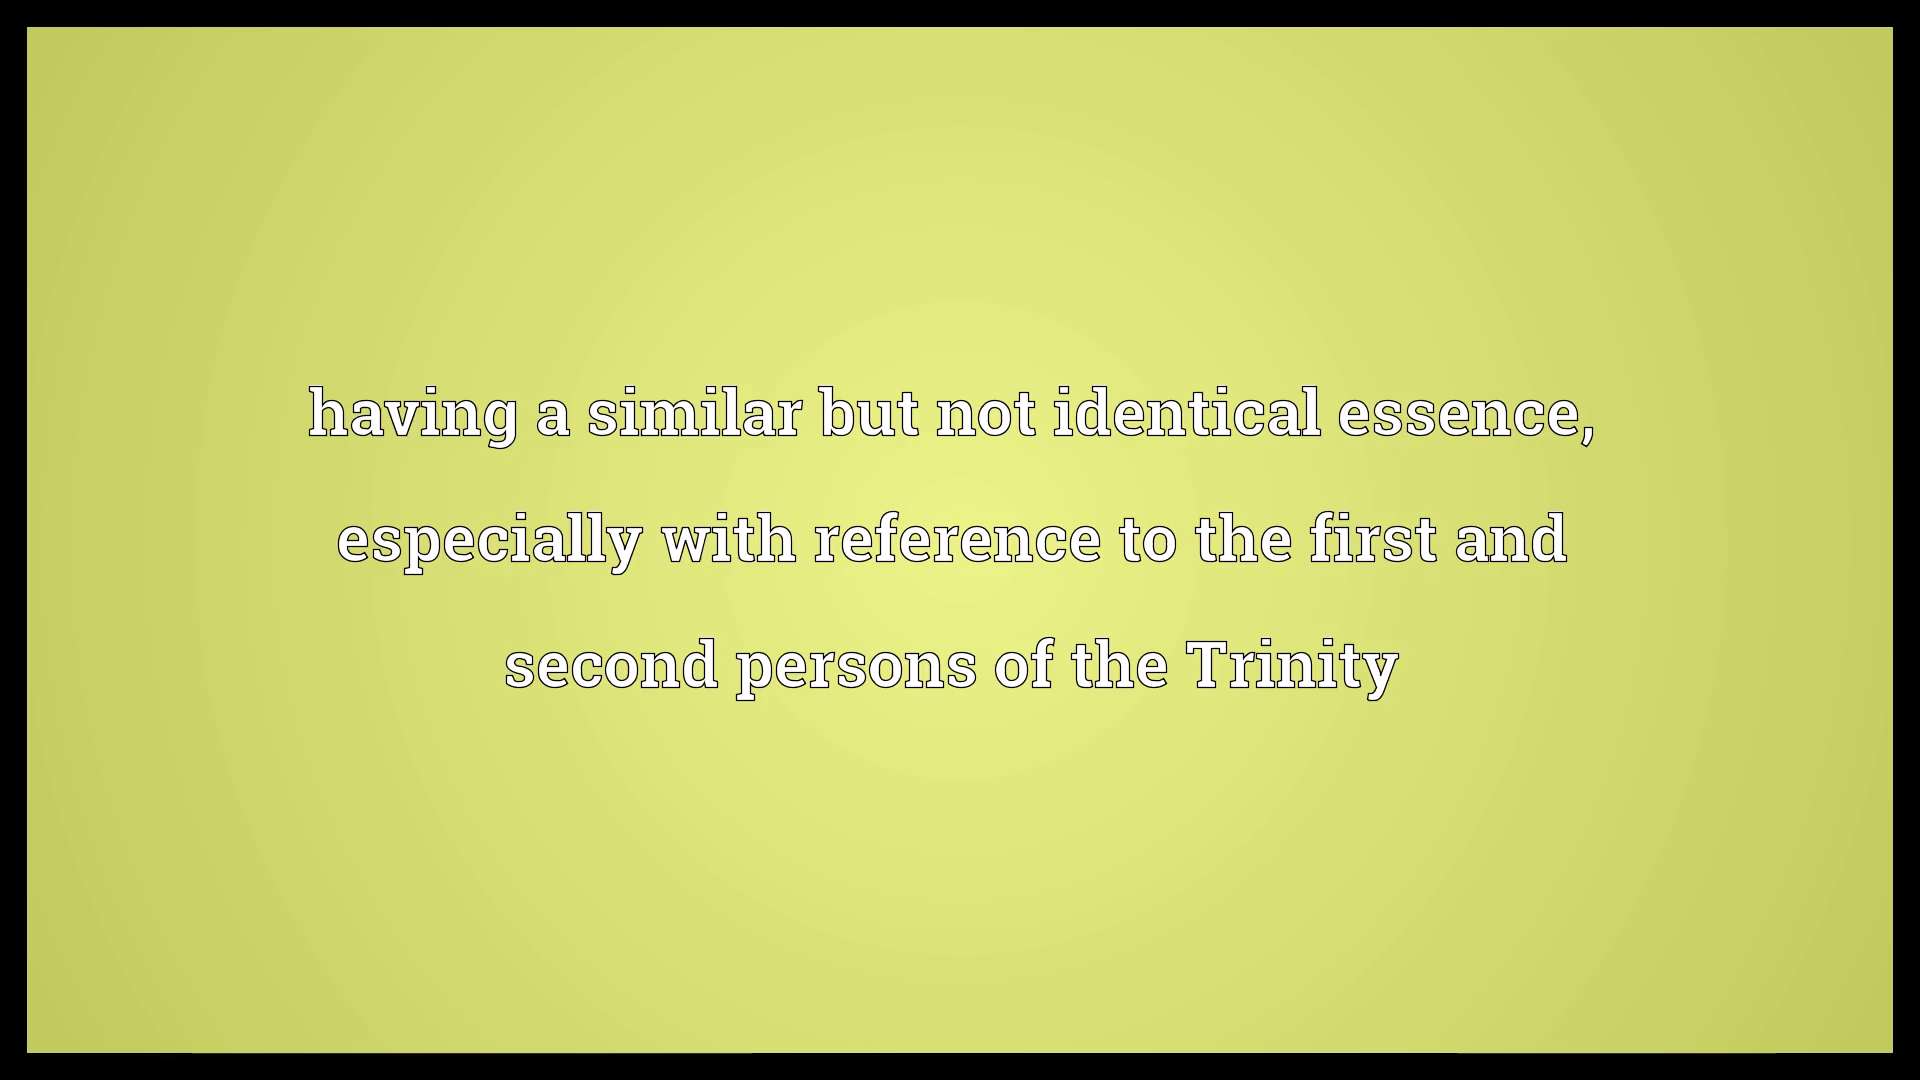 having a similar but not identical essence,
especially with reference to the first and
second persons of the Trinity